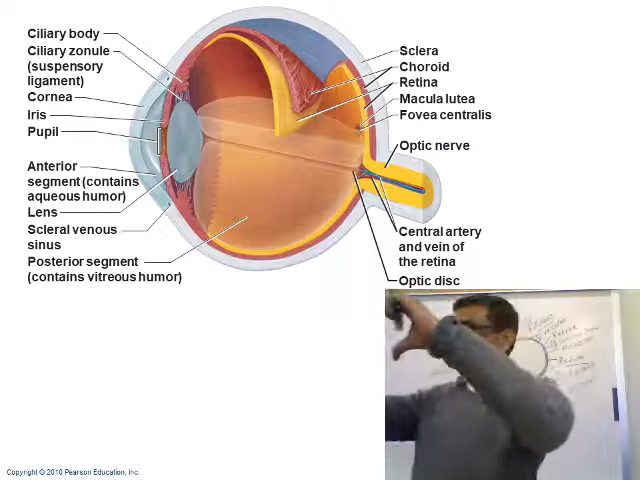 Ciliary body
Ciliary zonule
(suspensory
ligament)
Cornea
Iris
Pupil
Anterior
segment (contains
aqueous humor)
Lens
Scleral venous
sinus
Posterior segment
(contains vitreous humor)
Sclera
Choroid
Retina
Macula lutea
Fovea centralis
Optic nerve
Central artery
and vein of
the retina
Optic disc
Copyright © 2010 Pearson Education, Inc.